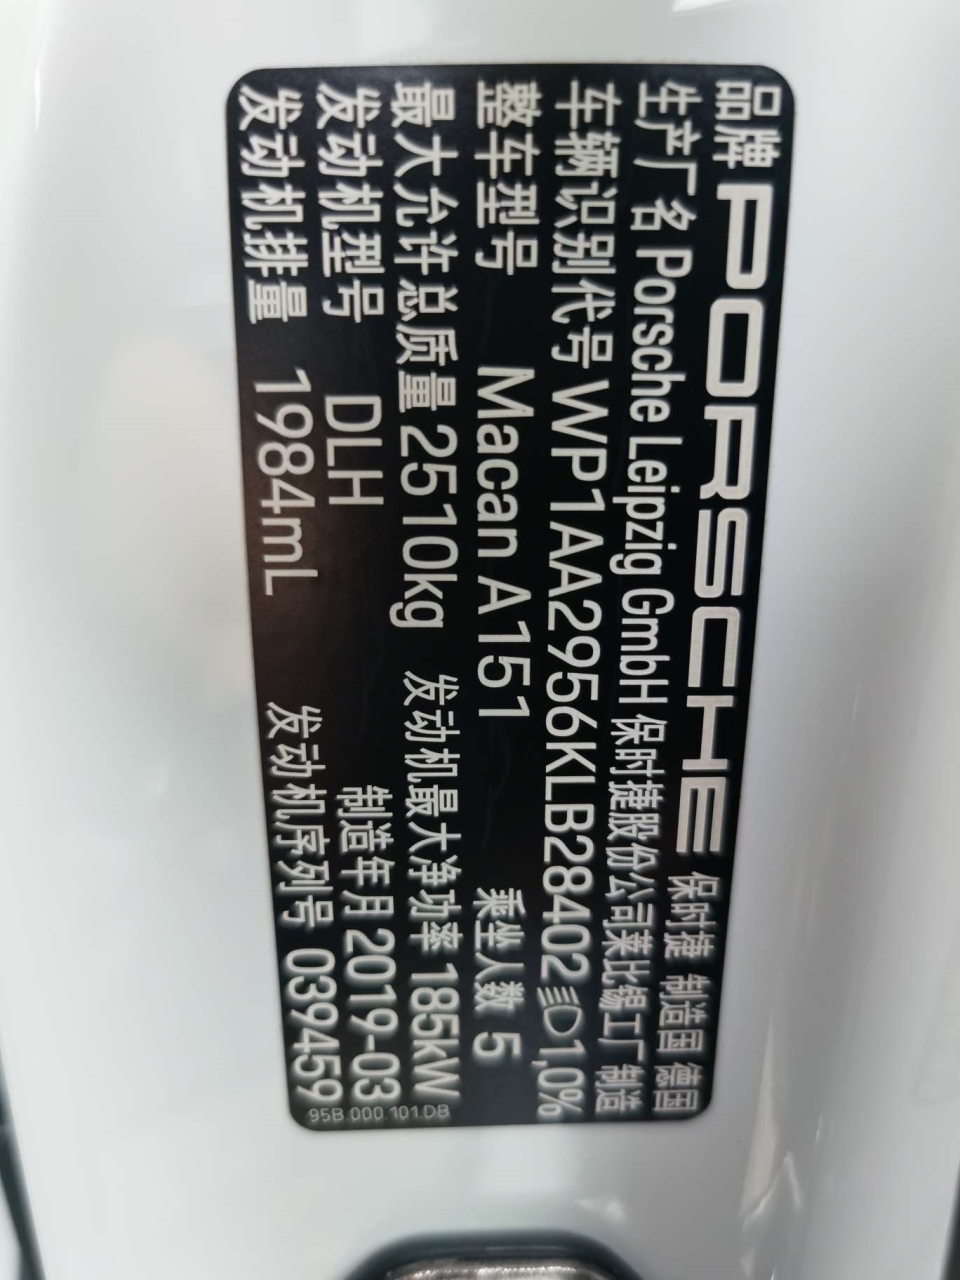 品牌 PORSCHE 保时捷 制造国 德国
生产厂名 Porsche Leipzig GmbH 保时捷股份公司莱比锡工厂制造
车辆识别代号 WP1AA2956KLB28402 1,0%
整车型号 Macan A151 乘坐人数 5
最大允许总质量 2510kg 发动机最大净功率 185kW
发动机型号 DLH 制造年月 2019-03
发动机排量 1984mL 发动机序列号 039459
95B.000.101.DB